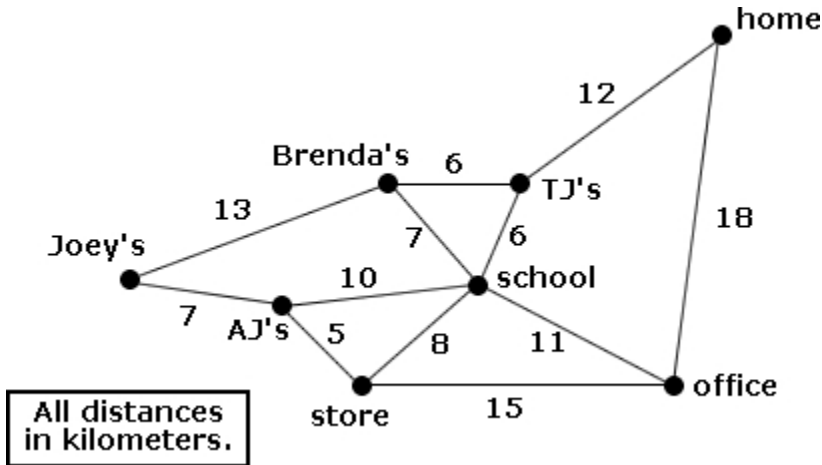 home
12
Brenda's
6
TJ's
13
18
Joey's
7
6
10
school
7
AJ's
5
8
11
office
store
15
All distances
in kilometers.